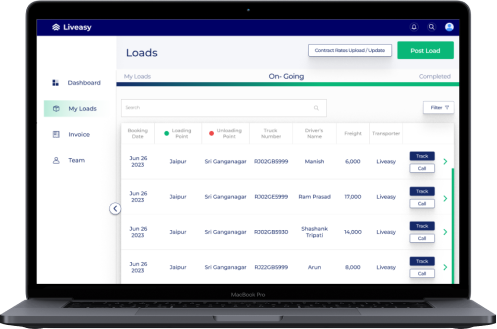 Liveasy
Loads
Contract Rates Upload / Update
Post Load
Dashboard
My Loads
Invoice
Team
My Loads
On- Going
Completed
Search
Filter
Booking Date
Loading Point
Unloading Point
Truck Number
Driver's Name
Freight
Transporter
Jun 26 2023
Jaipur
Sri Ganganagar
RJ02GB5999
Manish
6,000
Liveasy
Track
Call
Jun 26 2023
Jaipur
Sri Ganganagar
RJ02GE5999
Ram Prasad
17,000
Liveasy
Track
Call
Jun 26 2023
Jaipur
Sri Ganganagar
RJ02GB5930
Shashank Tripati
14,000
Liveasy
Track
Call
Jun 26 2023
Jaipur
Sri Ganganagar
RJ22GB5999
Arun
8,000
Liveasy
Track
Call
MacBook Pro